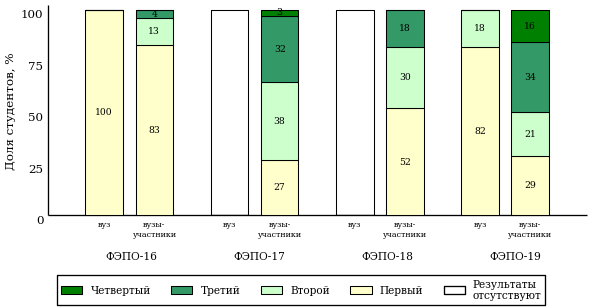 Доля студентов, %
100
75
50
25
0
100
4
13
83
3
32
38
27
18
30
52
18
82
16
34
21
29
вуз
вузы-
участники
вуз
вузы-
участники
вуз
вузы-
участники
вуз
вузы-
участники
ФЭПО-16 ФЭПО-17 ФЭПО-18 ФЭПО-19
Четвертый Третий Второй Первый Результаты
отсутствуют